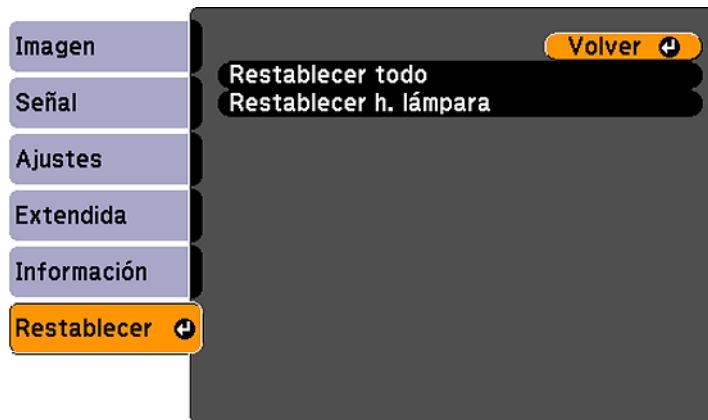 Imagen
Señal
Ajustes
Extendida
Información
Restablecer
Volver
Restablecer todo
Restablecer h. lámpara